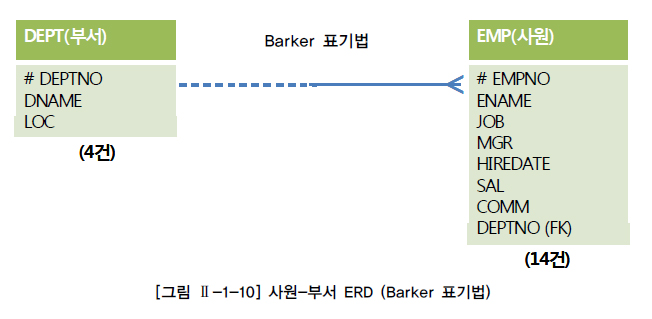 DEPT(부서)
# DEPTNO
DNAME
LOC
(4건)
Barker 표기법
EMP(사원)
# EMPNO
ENAME
JOB
MGR
HIREDATE
SAL
COMM
DEPTNO (FK)
(14건)
[그림 Ⅱ-1-10] 사원-부서 ERD (Barker 표기법)